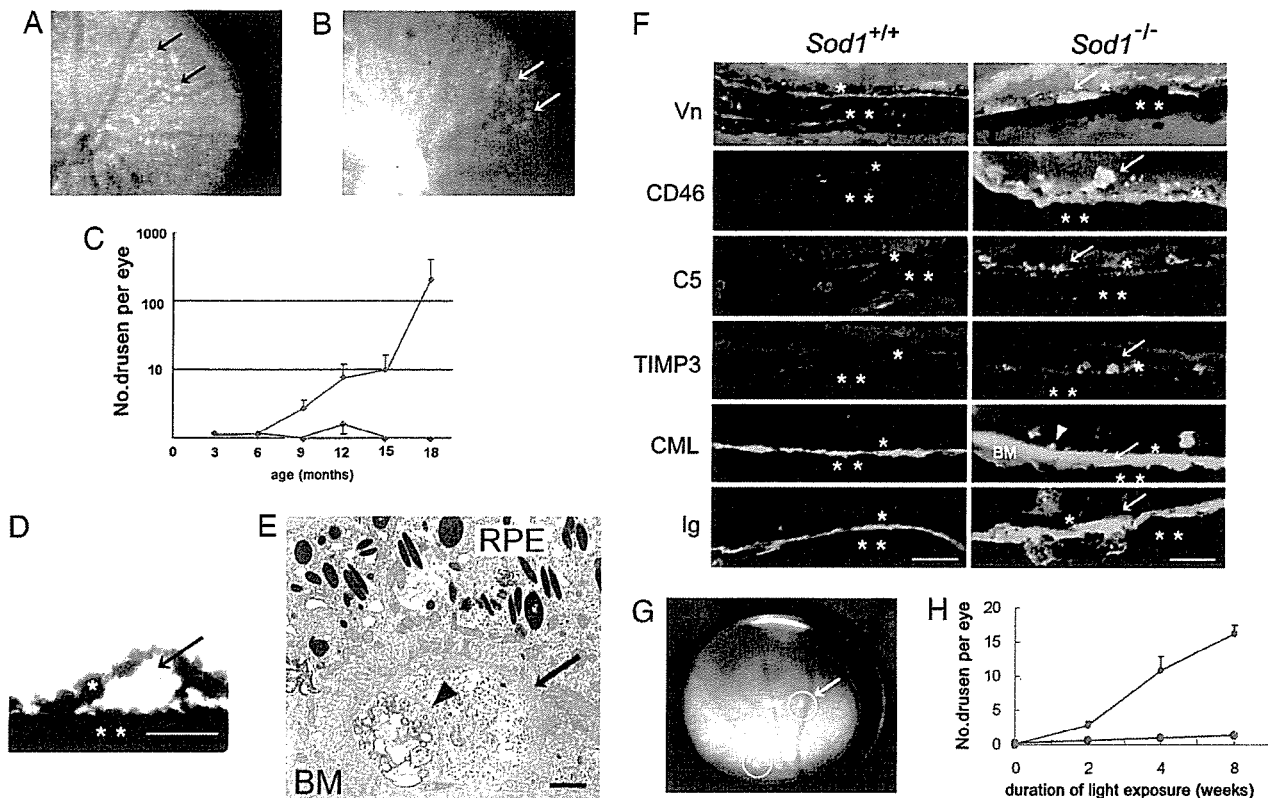 A
B
C
No.drusen per eye
1000
100
10
0 3 6 9 12 15 18
age (months)
D
*
* *
E
RPE
BM
F
Sod1+/+ Sod1-/-
Vn
* * *
* * *
CD46
* * *
* * *
C5
* * *
* * *
TIMP3
* * *
* * *
CML
* * *
BM * * *
Ig
* * *
* * *
G
H
No.drusen per eye
20
15
10
5
0
0 2 4 8
duration of light exposure (weeks)